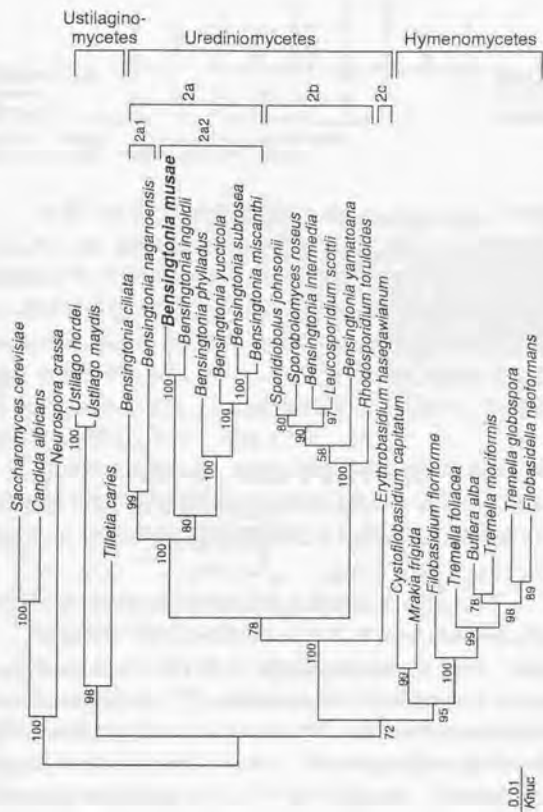 Ustilagino-
mycetes
Urediniomycetes
Hymenomycetes
2a
2b
2c
2a1
2a2
Saccharomyces cerevisiae
Candida albicans
Neurospora crassa
Ustilago hordei
Ustilago maydis
Tilletia caries
Bensingtonia ciliata
Bensingtonia naganoensis
Bensingtonia musae
Bensingtonia ingoldii
Bensingtonia phylladus
Bensingtonia yuccicola
Bensingtonia subrosea
Bensingtonia miscanthi
Sporidiobolus johnsonii
Sporobolomyces roseus
Bensingtonia intermedia
Leucosporidium scottii
Bensingtonia yamatoana
Rhodosporidium toruloides
Erythrobasidium hasegawianum
Cystofilobasidium capitatum
Mrakia frigida
Filobasidium floriforme
Tremella foliacea
Bullera alba
Tremella moriformis
Tremella globospora
Filobasidella neoformans
100
100
100
98
99
100
100
80
100
100
100
80
90
97
58
100
78
100
72
99
95
100
99
78
98
89
0.01
Knuc